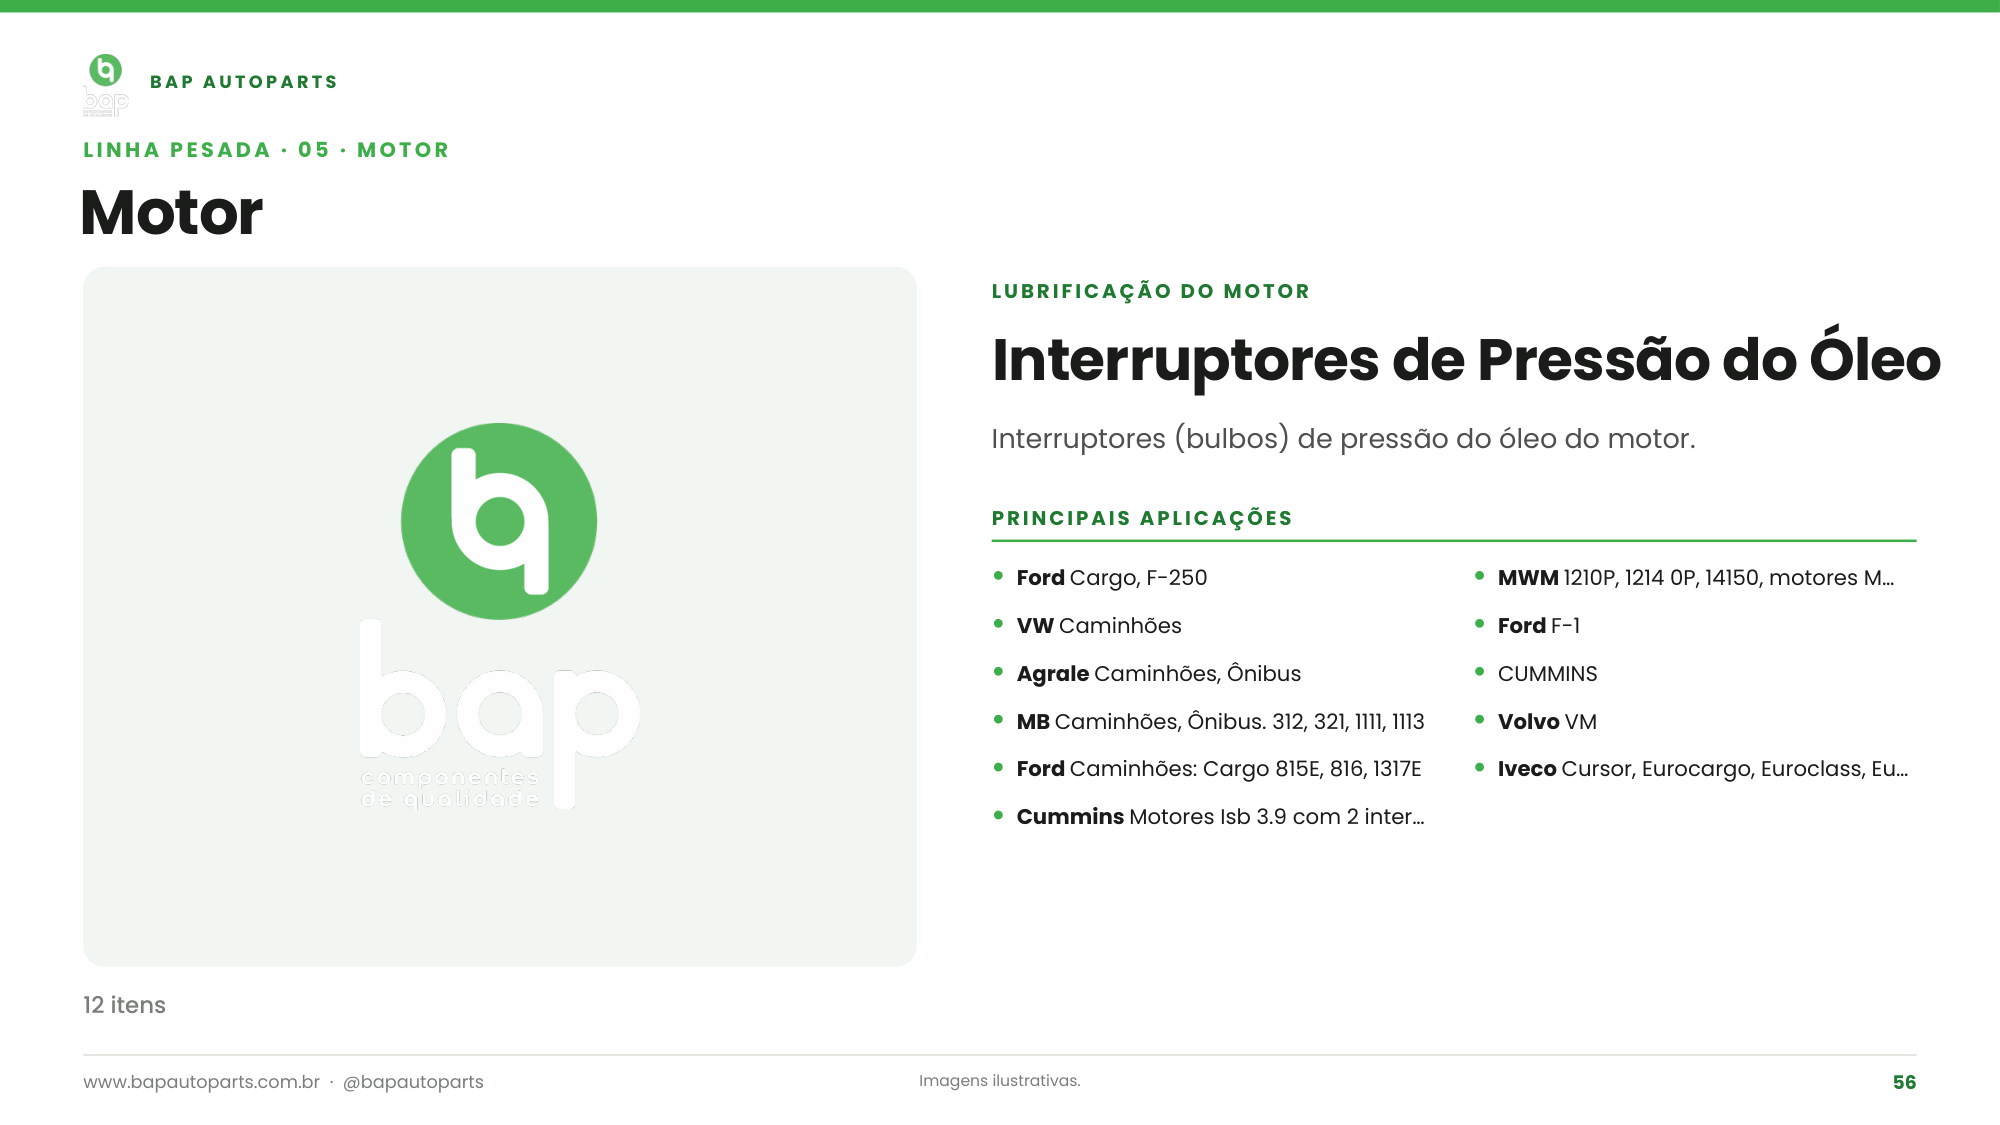 bap
BAP AUTOPARTS
LINHA PESADA · 05 · MOTOR
Motor
bap
componentes
de qualidade
12 itens
LUBRIFICAÇÃO DO MOTOR
Interruptores de Pressão do Óleo
Interruptores (bulbos) de pressão do óleo do motor.
PRINCIPAIS APLICAÇÕES
• Ford Cargo, F-250
• VW Caminhões
• Agrale Caminhões, Ônibus
• MB Caminhões, Ônibus. 312, 321, 1111, 1113
• Ford Caminhões: Cargo 815E, 816, 1317E
• Cummins Motores Isb 3.9 com 2 inter...
• MWM 1210P, 1214 0P, 14150, motores M...
• Ford F-1
• CUMMINS
• Volvo VM
• Iveco Cursor, Eurocargo, Euroclass, Eu...
www.bapautoparts.com.br · @bapautoparts
Imagens ilustrativas.
56